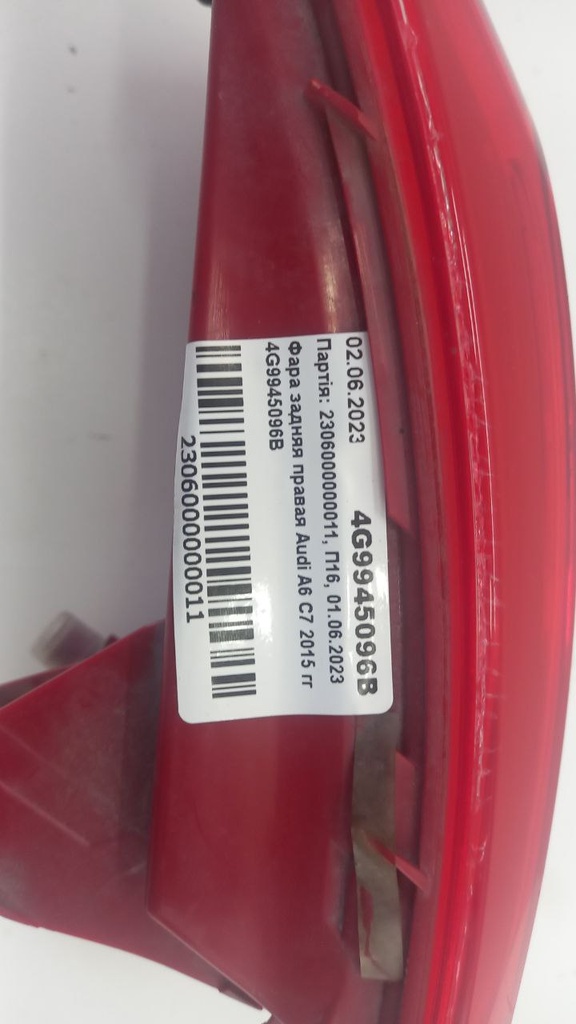 02.06.2023 4G9945096B
Партія: 2306000000011, П16, 01.06.2023
Фара задняя правая Audi A6 C7 2015 гг
4G9945096B
2306000000011